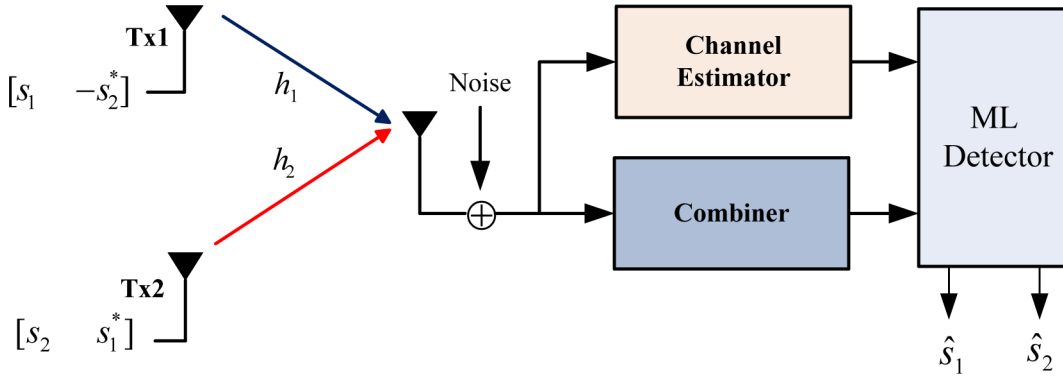 Tx1
[s₁ -s₂*]
h₁
h₂
Tx2
[s₂ s₁*]
Noise
Channel
Estimator
Combiner
ML
Detector
ŝ₁
ŝ₂